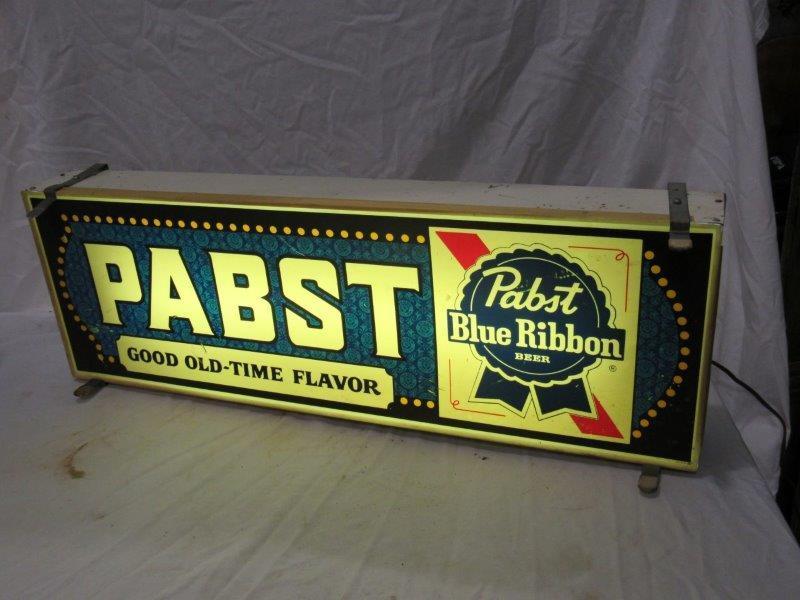 PABST
GOOD OLD-TIME FLAVOR
Pabst
Blue Ribbon
BEER
®